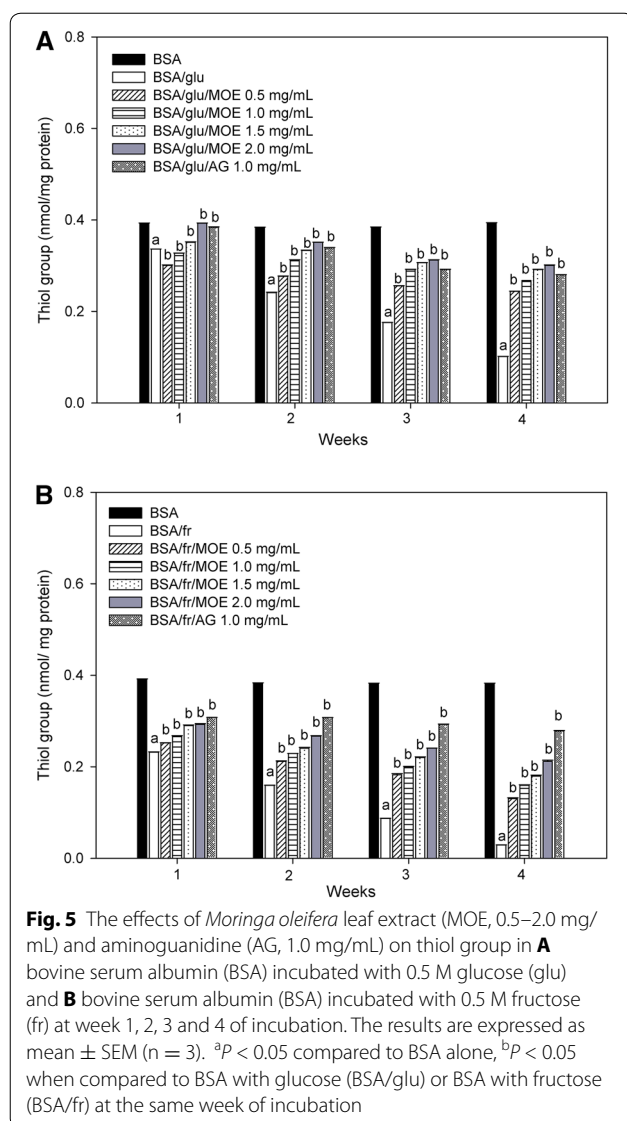 A
0.8
BSA
BSA/glu
BSA/glu/MOE 0.5 mg/mL
BSA/glu/MOE 1.0 mg/mL
BSA/glu/MOE 1.5 mg/mL
BSA/glu/MOE 2.0 mg/mL
BSA/glu/AG 1.0 mg/mL
Thiol group (nmol/mg protein)
0.6
0.4
0.2
0.0
a b b b b b
a b b b b b
a b b b b b
a b b b b b
1 2 3 4
Weeks
B
0.8
BSA
BSA/fr
BSA/fr/MOE 0.5 mg/mL
BSA/fr/MOE 1.0 mg/mL
BSA/fr/MOE 1.5 mg/mL
BSA/fr/MOE 2.0 mg/mL
BSA/fr/AG 1.0 mg/mL
Thiol group (nmol/ mg protein)
0.6
0.4
0.2
0.0
a b b b b b
a b b b b b
a b b b b b
a b b b b b
1 2 3 4
Weeks
Fig. 5 The effects of Moringa oleifera leaf extract (MOE, 0.5–2.0 mg/
mL) and aminoguanidine (AG, 1.0 mg/mL) on thiol group in A
bovine serum albumin (BSA) incubated with 0.5 M glucose (glu)
and B bovine serum albumin (BSA) incubated with 0.5 M fructose
(fr) at week 1, 2, 3 and 4 of incubation. The results are expressed as
mean ± SEM (n = 3). ᵃP < 0.05 compared to BSA alone, ᵇP < 0.05
when compared to BSA with glucose (BSA/glu) or BSA with fructose
(BSA/fr) at the same week of incubation